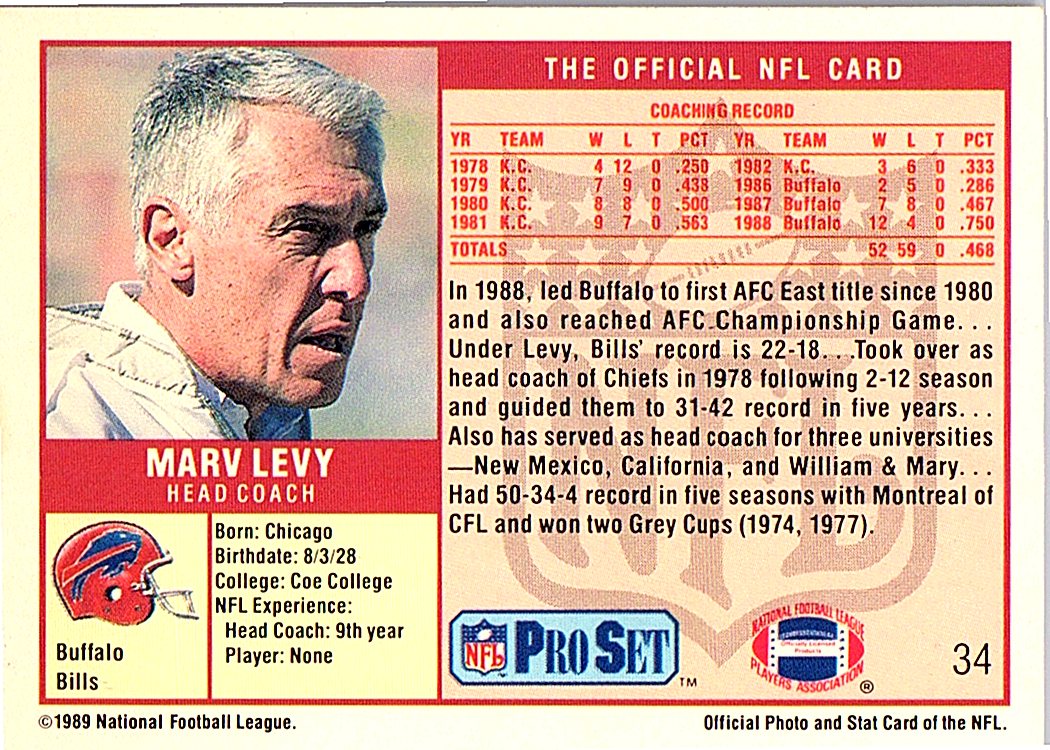 THE OFFICIAL NFL CARD
COACHING RECORD
YR TEAM W L T PCT YR TEAM W L T PCT
1978 K.C. 4 12 0 .250 1982 K.C. 3 6 0 .333
1979 K.C. 7 9 0 .438 1986 Buffalo 2 5 0 .286
1980 K.C. 8 8 0 .500 1987 Buffalo 7 8 0 .467
1981 K.C. 9 7 0 .563 1988 Buffalo 12 4 0 .750
TOTALS 52 59 0 .468
In 1988, led Buffalo to first AFC East title since 1980
and also reached AFC Championship Game. . .
Under Levy, Bills' record is 22-18. . .Took over as
head coach of Chiefs in 1978 following 2-12 season
and guided them to 31-42 record in five years. . .
Also has served as head coach for three universities
—New Mexico, California, and William & Mary. . .
Had 50-34-4 record in five seasons with Montreal of
CFL and won two Grey Cups (1974, 1977).
MARV LEVY
HEAD COACH
Born: Chicago
Birthdate: 8/3/28
College: Coe College
NFL Experience:
Head Coach: 9th year
Player: None
Buffalo
Bills
NFL PRO SET ™
NATIONAL FOOTBALL LEAGUE
Officially Licensed
Products
PLAYERS ASSOCIATION ®
34
©1989 National Football League.
Official Photo and Stat Card of the NFL.